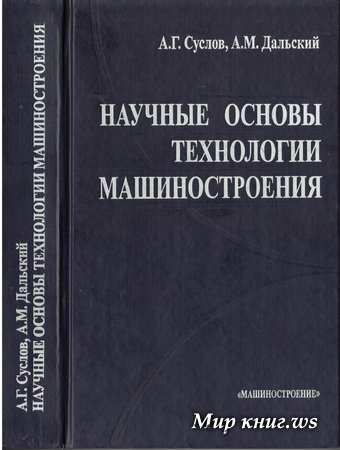 А.Г. Суслов, А.М. Дальский
НАУЧНЫЕ ОСНОВЫ ТЕХНОЛОГИИ МАШИНОСТРОЕНИЯ
А.Г. Суслов, А.М. Дальский
НАУЧНЫЕ ОСНОВЫ
ТЕХНОЛОГИИ
МАШИНОСТРОЕНИЯ
«МАШИНОСТРОЕНИЕ»
Мир книг.ws